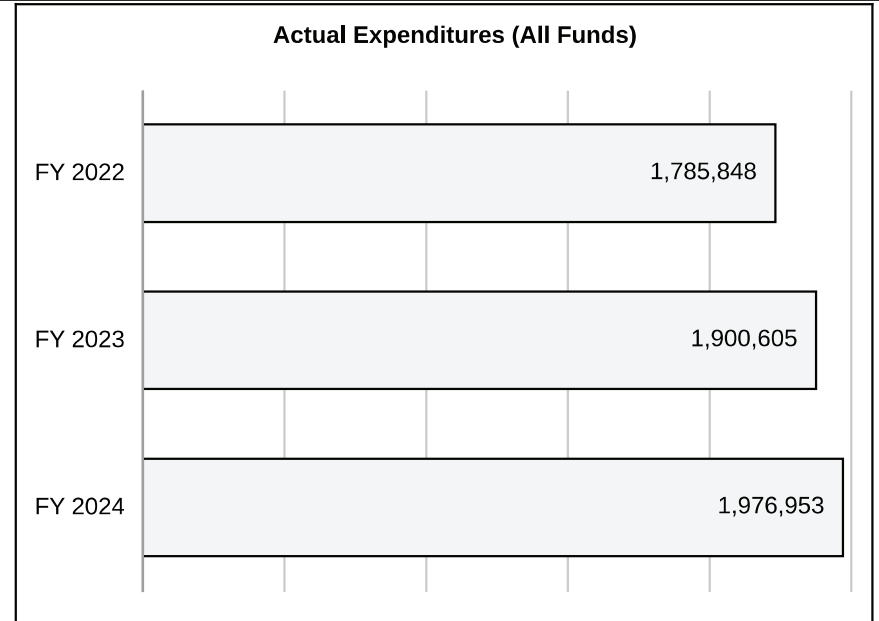 Actual Expenditures (All Funds)
FY 2022 1,785,848
FY 2023 1,900,605
FY 2024 1,976,953